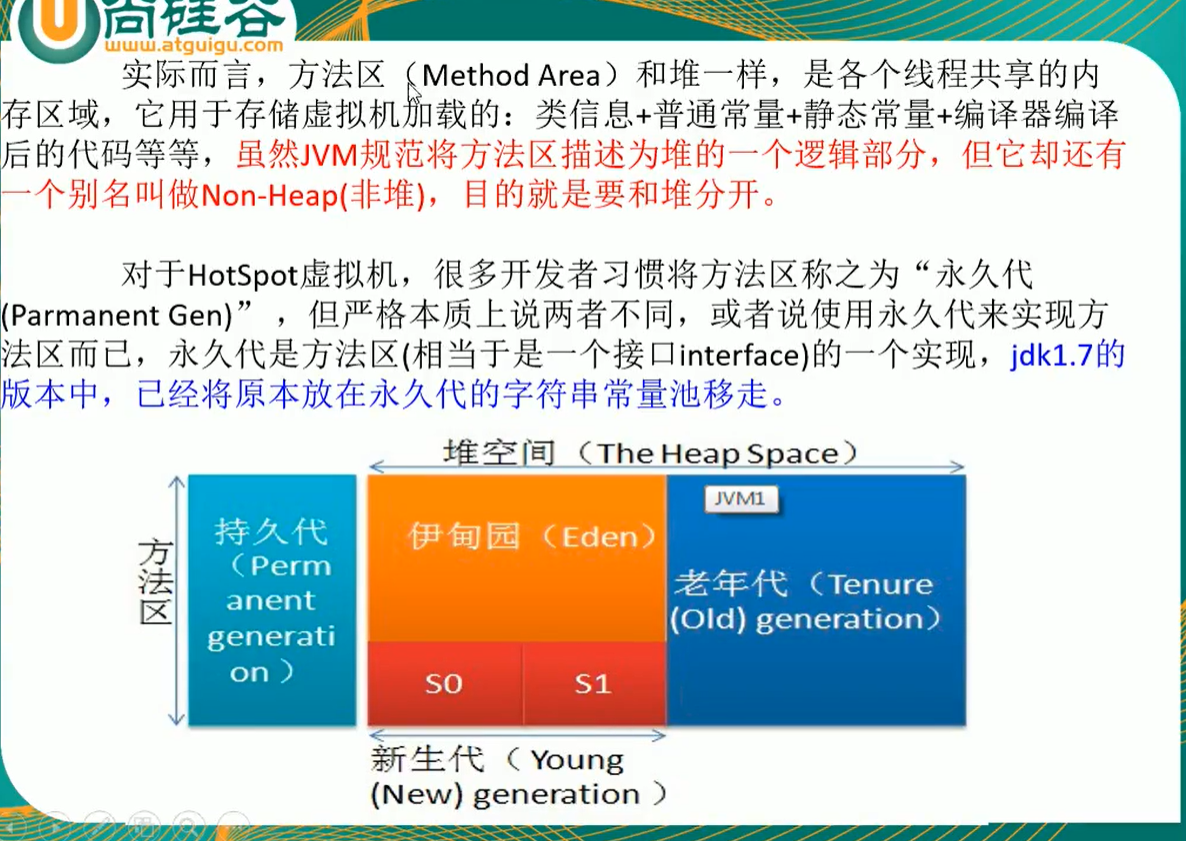 尚硅谷
www.atguigu.com
实际而言，方法区（Method Area）和堆一样，是各个线程共享的内
存区域，它用于存储虚拟机加载的：类信息+普通常量+静态常量+编译器编译
后的代码等等，虽然JVM规范将方法区描述为堆的一个逻辑部分，但它却还有
一个别名叫做Non-Heap(非堆)，目的就是要和堆分开。
对于HotSpot虚拟机，很多开发者习惯将方法区称之为“永久代
(Parmanent Gen)” ，但严格本质上说两者不同，或者说使用永久代来实现方
法区而已，永久代是方法区(相当于是一个接口interface)的一个实现，jdk1.7的
版本中，已经将原本放在永久代的字符串常量池移走。
堆空间（The Heap Space）
方法区
持久代
（Perm
anent
generati
on ）
伊甸园（Eden）
S0
S1
JVM1
老年代（Tenure
(Old) generation）
新生代（ Young
(New) generation ）